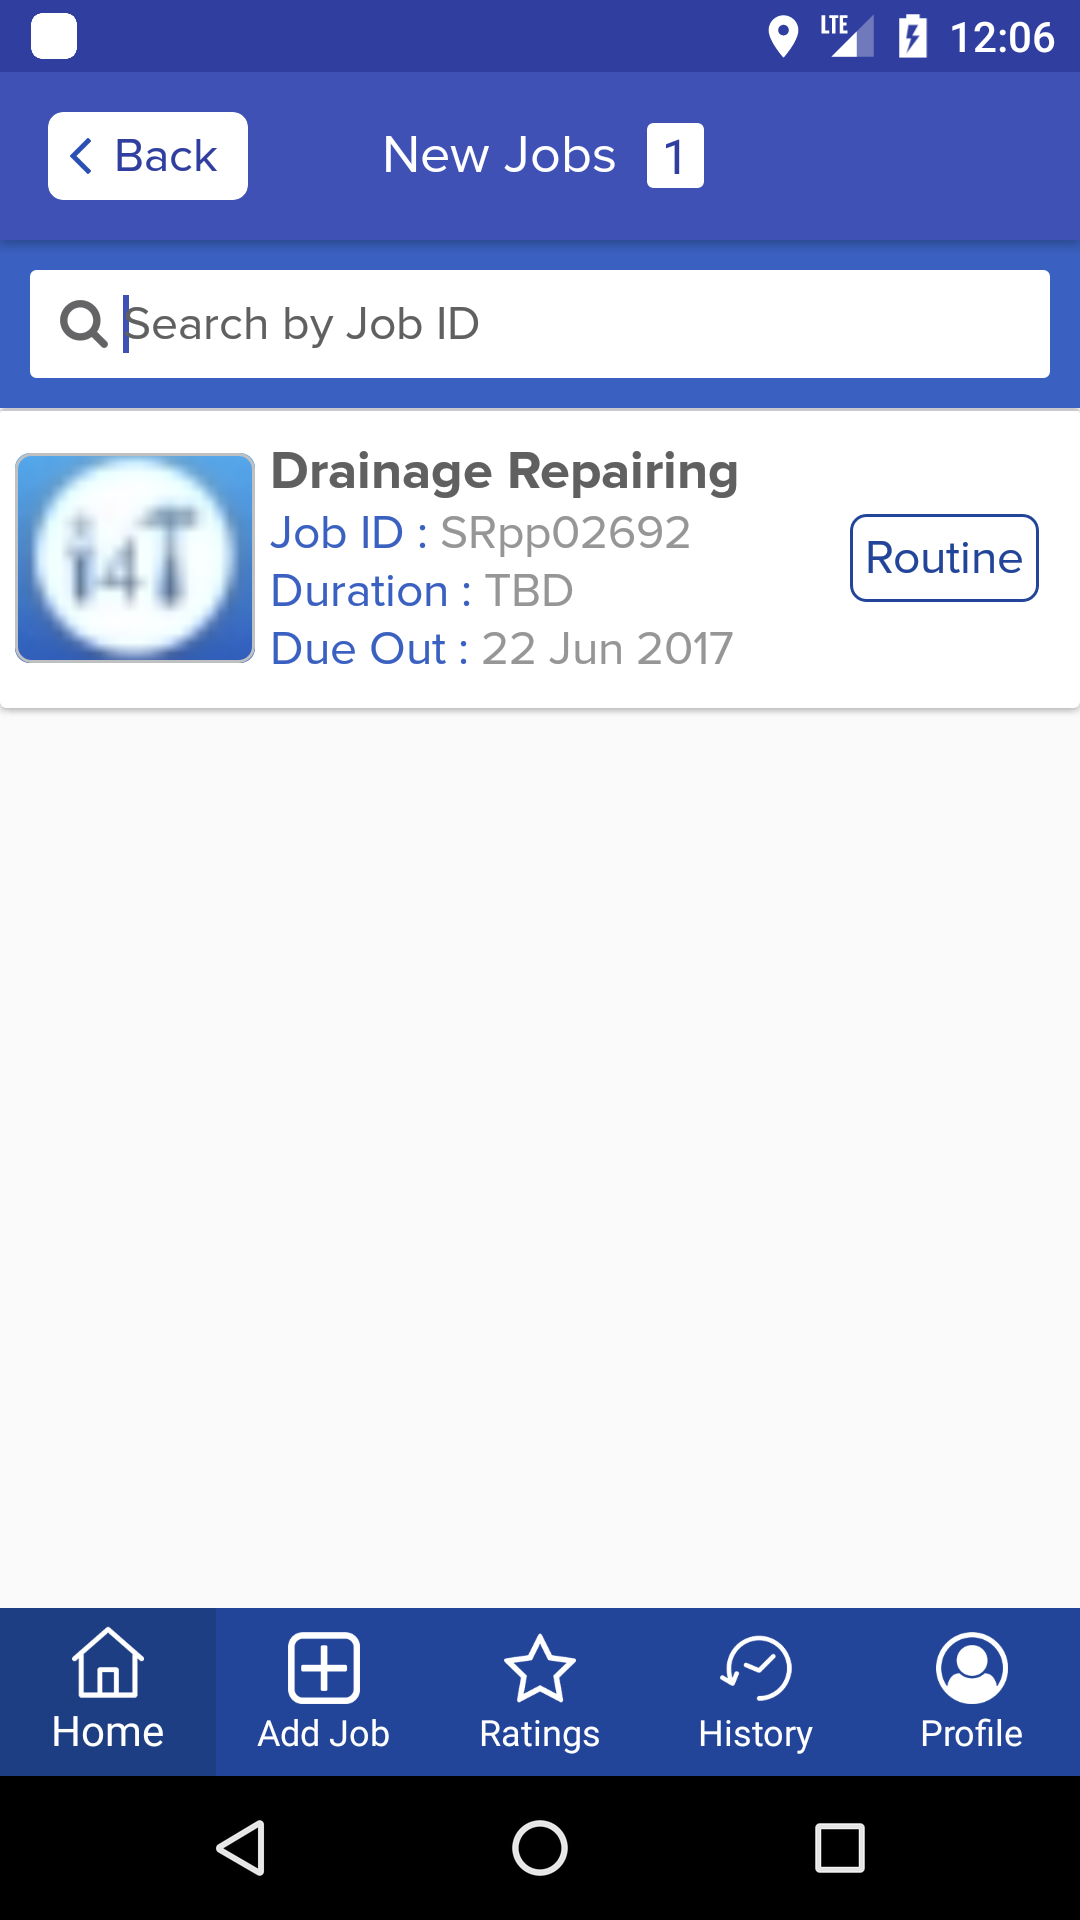 LTE 12:06
Back New Jobs 1
Search by Job ID
i4T
Drainage Repairing
Job ID : SRpp02692
Duration : TBD
Due Out : 22 Jun 2017
Routine
Home Add Job Ratings History Profile